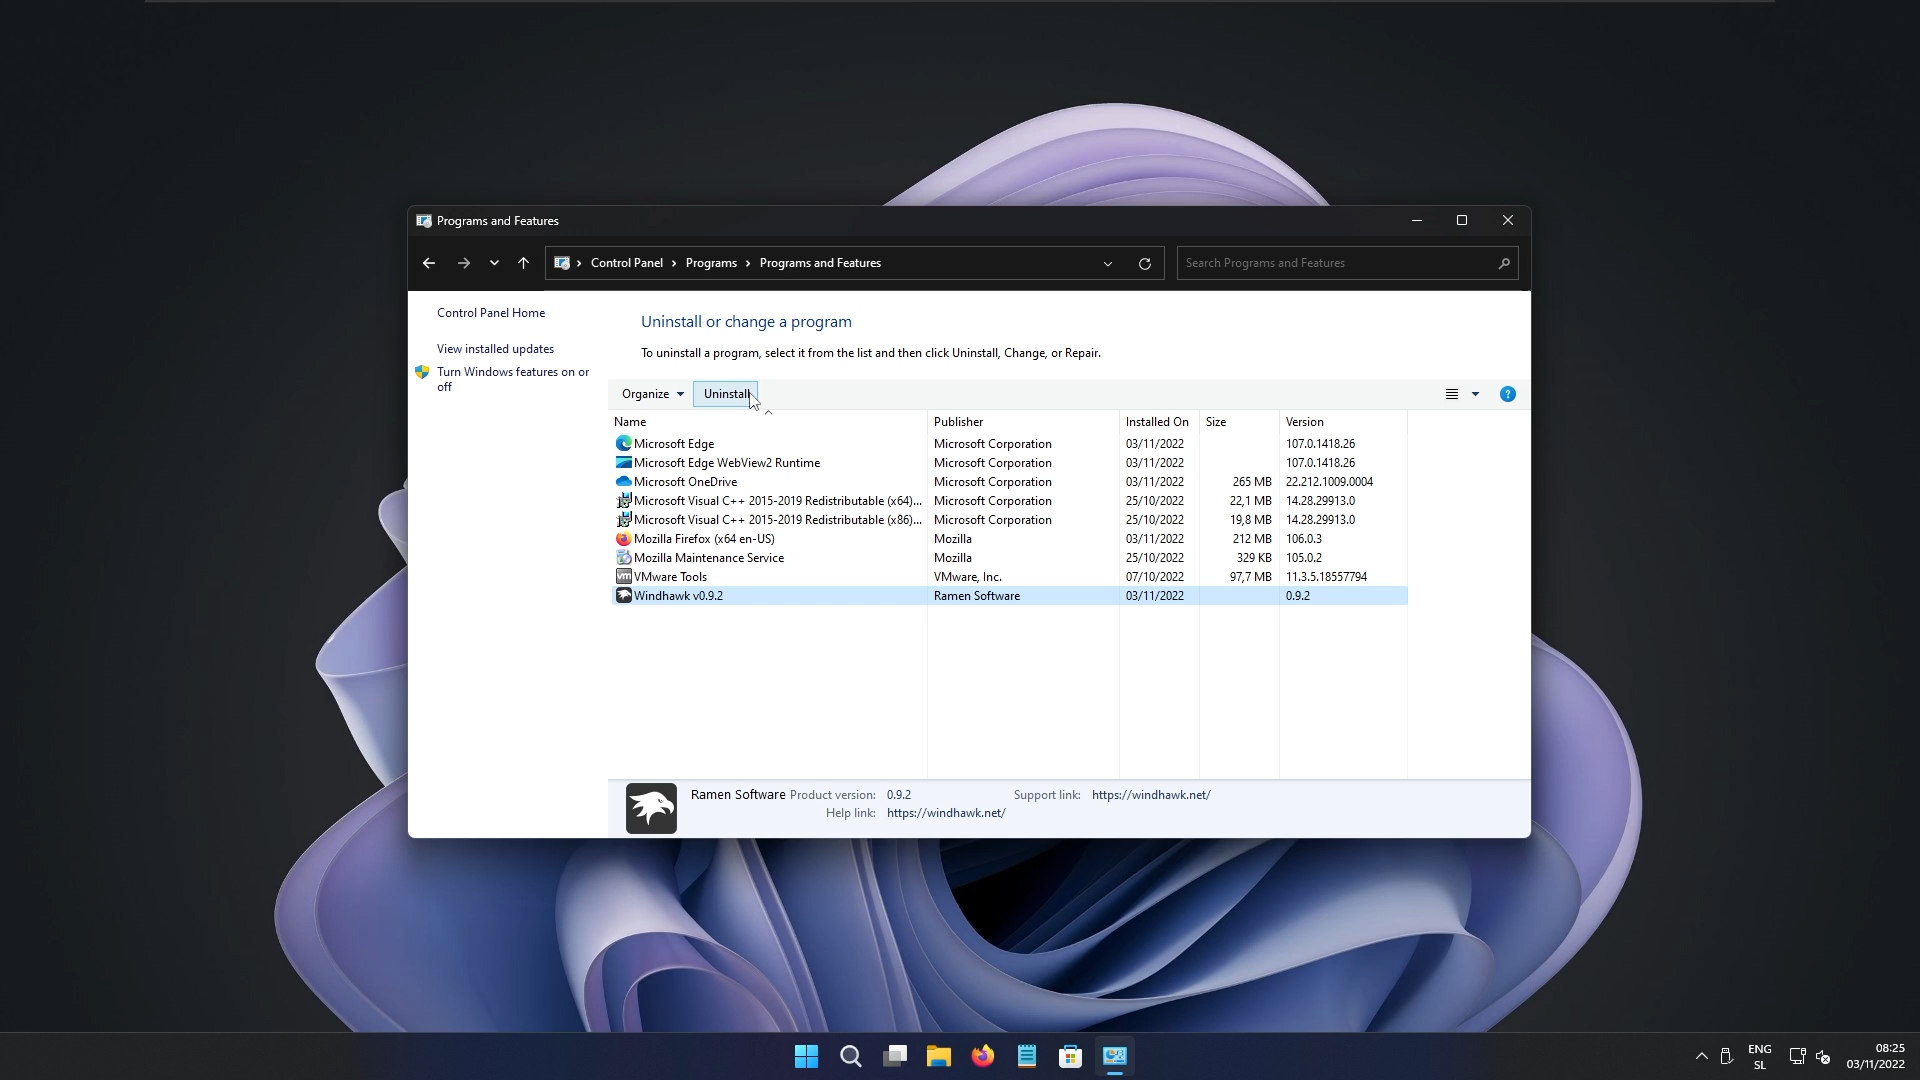 Programs and Features
Control Panel > Programs > Programs and Features
Search Programs and Features
Control Panel Home
View installed updates
Turn Windows features on or
off
Uninstall or change a program
To uninstall a program, select it from the list and then click Uninstall, Change, or Repair.
Organize Uninstall
Name Publisher Installed On Size Version
Microsoft Edge Microsoft Corporation 03/11/2022 107.0.1418.26
Microsoft Edge WebView2 Runtime Microsoft Corporation 03/11/2022 107.0.1418.26
Microsoft OneDrive Microsoft Corporation 03/11/2022 265 MB 22.212.1009.0004
Microsoft Visual C++ 2015-2019 Redistributable (x64)... Microsoft Corporation 25/10/2022 22,1 MB 14.28.29913.0
Microsoft Visual C++ 2015-2019 Redistributable (x86)... Microsoft Corporation 25/10/2022 19,8 MB 14.28.29913.0
Mozilla Firefox (x64 en-US) Mozilla 03/11/2022 212 MB 106.0.3
Mozilla Maintenance Service Mozilla 25/10/2022 329 KB 105.0.2
vm VMware Tools VMware, Inc. 07/10/2022 97,7 MB 11.3.5.18557794
Windhawk v0.9.2 Ramen Software 03/11/2022 0.9.2
Ramen Software Product version: 0.9.2 Support link: https://windhawk.net/
Help link: https://windhawk.net/
ENG
SL
08:25
03/11/2022